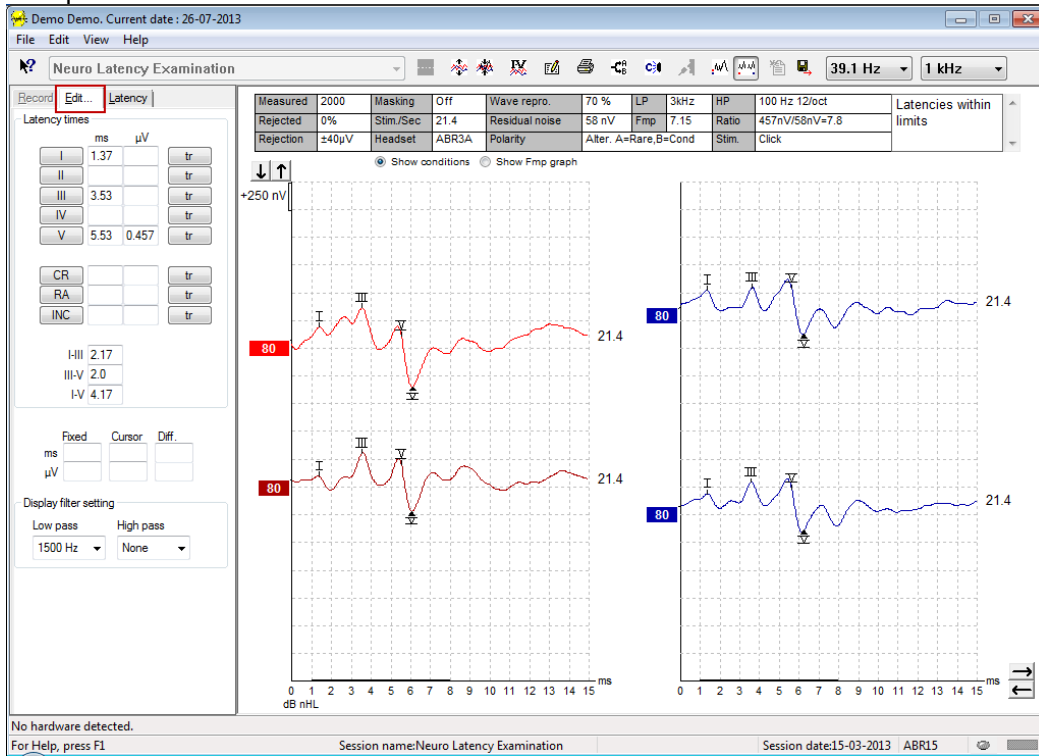 Demo Demo. Current date : 26-07-2013
File Edit View Help
Neuro Latency Examination 39.1 Hz 1 kHz
Record Edit... Latency
Latency times
ms µV
I 1.37 tr
II tr
III 3.53 tr
IV tr
V 5.53 0.457 tr
CR tr
RA tr
INC tr
I-III 2.17
III-V 2.0
I-V 4.17
Fixed Cursor Diff.
ms
µV
Display filter setting
Low pass High pass
1500 Hz None
Measured 2000 Masking Off Wave repro. 70 % LP 3kHz HP 100 Hz 12/oct
Rejected 0% Stim./Sec 21.4 Residual noise 58 nV Fmp 7.15 Ratio 457nV/58nV=7.8
Rejection ±40µV Headset ABR3A Polarity Alter. A=Rare,B=Cond Stim. Click
Latencies within
limits
Show conditions Show Fmp graph
+250 nV
I III V
80 21.4
V
I III V
80 21.4
V
0 1 2 3 4 5 6 7 8 9 10 11 12 13 14 15
dB nHL
ms
I III V
80 21.4
V
I III V
80 21.4
V
0 1 2 3 4 5 6 7 8 9 10 11 12 13 14 15
ms
No hardware detected.
For Help, press F1 Session name:Neuro Latency Examination Session date:15-03-2013 ABR15